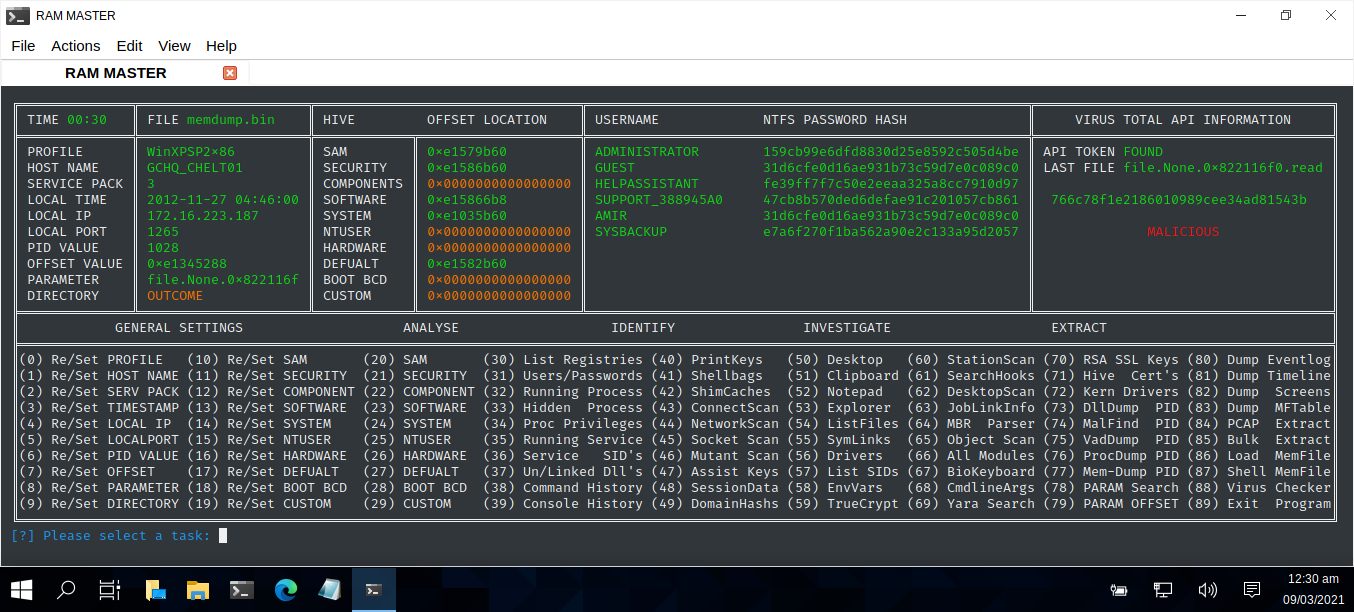 RAM MASTER
File Actions Edit View Help
RAM MASTER
TIME 00:30 FILE memdump.bin HIVE OFFSET LOCATION USERNAME NTFS PASSWORD HASH VIRUS TOTAL API INFORMATION
PROFILE WinXPSP2×86 SAM 0×e1579b60 ADMINISTRATOR 159cb99e6dfd8830d25e8592c505d4be API TOKEN FOUND
HOST NAME GCHQ_CHELT01 SECURITY 0×e1586b60 GUEST 31d6cfe0d16ae931b73c59d7e0c089c0 LAST FILE file.None.0×822116f0.read
SERVICE PACK 3 COMPONENTS 0×0000000000000000 HELPASSISTANT fe39ff7f7c50e2eeaa325a8cc7910d97
LOCAL TIME 2012-11-27 04:46:00 SOFTWARE 0×e15866b8 SUPPORT_388945A0 47cb8b570ded6defae91c201057cb861 766c78f1e2186010989cee34ad81543b
LOCAL IP 172.16.223.187 SYSTEM 0×e1035b60 AMIR 31d6cfe0d16ae931b73c59d7e0c089c0
LOCAL PORT 1265 NTUSER 0×0000000000000000 SYSBACKUP e7a6f270f1ba562a90e2c133a95d2057 MALICIOUS
PID VALUE 1028 HARDWARE 0×0000000000000000
OFFSET VALUE 0×e1345288 DEFUALT 0×e1582b60
PARAMETER file.None.0×822116f BOOT BCD 0×0000000000000000
DIRECTORY OUTCOME CUSTOM 0×0000000000000000
GENERAL SETTINGS ANALYSE IDENTIFY INVESTIGATE EXTRACT
(0) Re/Set PROFILE (10) Re/Set SAM (20) SAM (30) List Registries (40) PrintKeys (50) Desktop (60) StationScan (70) RSA SSL Keys (80) Dump Eventlog
(1) Re/Set HOST NAME (11) Re/Set SECURITY (21) SECURITY (31) Users/Passwords (41) Shellbags (51) Clipboard (61) SearchHooks (71) Hive Cert's (81) Dump Timeline
(2) Re/Set SERV PACK (12) Re/Set COMPONENT (22) COMPONENT (32) Running Process (42) ShimCaches (52) Notepad (62) DesktopScan (72) Kern Drivers (82) Dump Screens
(3) Re/Set TIMESTAMP (13) Re/Set SOFTWARE (23) SOFTWARE (33) Hidden Process (43) ConnectScan (53) Explorer (63) JobLinkInfo (73) DllDump PID (83) Dump MFTable
(4) Re/Set LOCAL IP (14) Re/Set SYSTEM (24) SYSTEM (34) Proc Privileges (44) NetworkScan (54) ListFiles (64) MBR Parser (74) MalFind PID (84) PCAP Extract
(5) Re/Set LOCALPORT (15) Re/Set NTUSER (25) NTUSER (35) Running Service (45) Socket Scan (55) SymLinks (65) Object Scan (75) VadDump PID (85) Bulk Extract
(6) Re/Set PID VALUE (16) Re/Set HARDWARE (26) HARDWARE (36) Service SID's (46) Mutant Scan (56) Drivers (66) All Modules (76) ProcDump PID (86) Load MemFile
(7) Re/Set OFFSET (17) Re/Set DEFUALT (27) DEFUALT (37) Un/Linked Dll's (47) Assist Keys (57) List SIDs (67) BioKeyboard (77) Mem-Dump PID (87) Shell MemFile
(8) Re/Set PARAMETER (18) Re/Set BOOT BCD (28) BOOT BCD (38) Command History (48) SessionData (58) EnvVars (68) CmdlineArgs (78) PARAM Search (88) Virus Checker
(9) Re/Set DIRECTORY (19) Re/Set CUSTOM (29) CUSTOM (39) Console History (49) DomainHashs (59) TrueCrypt (69) Yara Search (79) PARAM OFFSET (89) Exit Program
[?] Please select a task:
12:30 am
09/03/2021